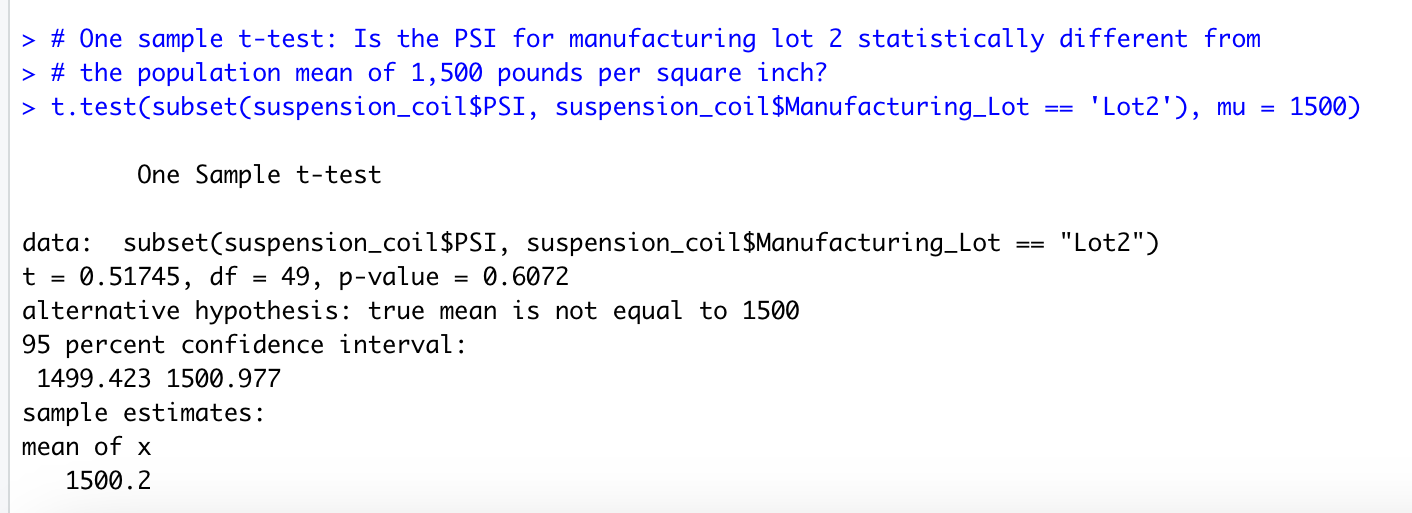 > # One sample t-test: Is the PSI for manufacturing lot 2 statistically different from
> # the population mean of 1,500 pounds per square inch?
> t.test(subset(suspension_coil$PSI, suspension_coil$Manufacturing_Lot == 'Lot2'), mu = 1500)
One Sample t-test
data:  subset(suspension_coil$PSI, suspension_coil$Manufacturing_Lot == "Lot2")
t = 0.51745, df = 49, p-value = 0.6072
alternative hypothesis: true mean is not equal to 1500
95 percent confidence interval:
1499.423 1500.977
sample estimates:
mean of x
1500.2